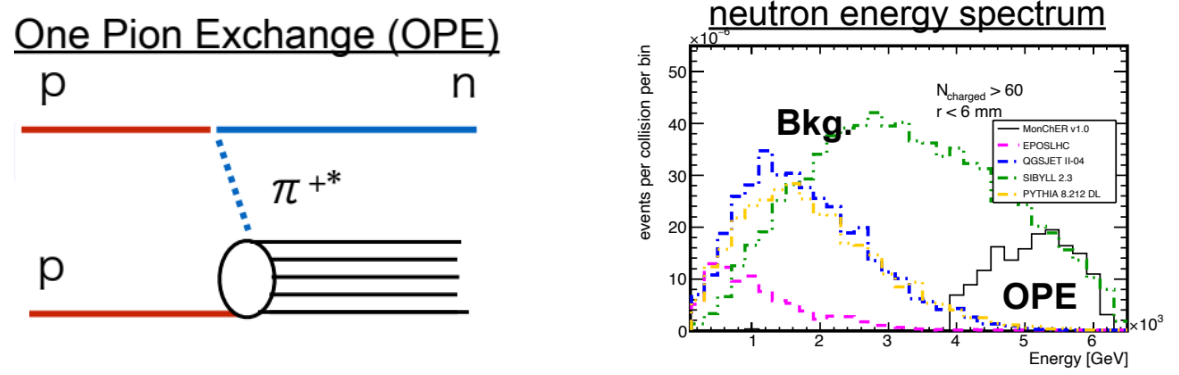 One Pion Exchange (OPE)
p
n
π +*
p
neutron energy spectrum
×10⁻⁶
events per collision per bin
50
40
30
20
10
0
Bkg.
N charged > 60
r < 6 mm
MonChER v1.0
EPOSLHC
QGSJET II-04
SIBYLL 2.3
PYTHIA 8.212 DL
OPE
1 2 3 4 5 6
×10³
Energy [GeV]